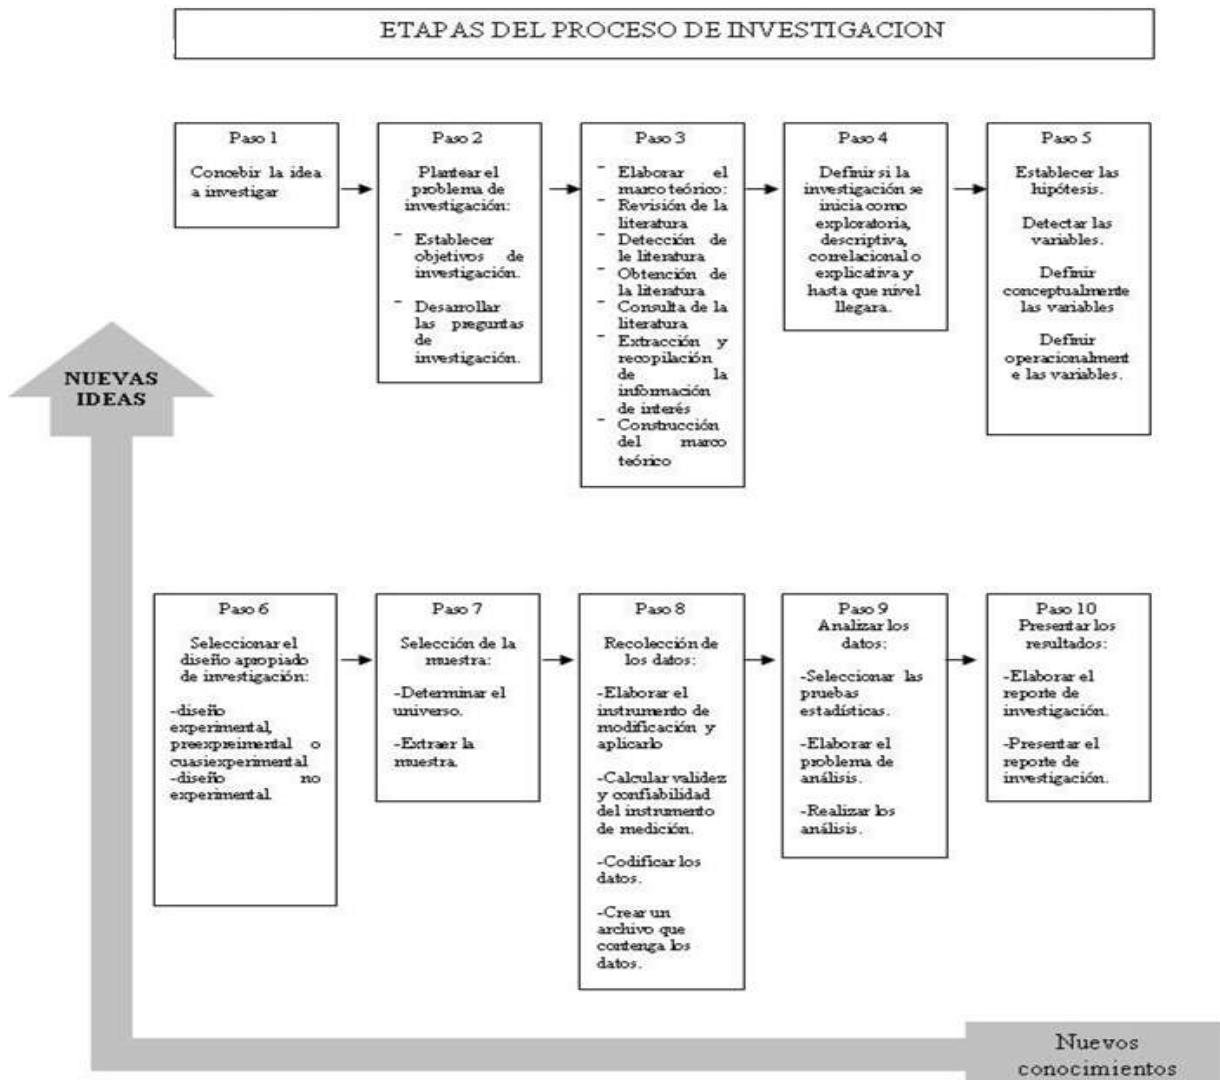 ETAPAS DEL PROCESO DE INVESTIGACION
Paso 1
Concebir la idea
a investigar
Paso 2
Plantear el
problema de
investigación:
- Establecer
objetivos de
investigación.
- Desarrollar
las preguntas
de
investigación.
Paso 3
- Elaborar el
marco teórico:
- Revisión de la
literatura
- Detección de
le literatura
- Obtención de
la literatura
- Consulta de la
literatura
- Extracción y
recopilación
de la
información
de interés
- Construcción
del marco
teórico
Paso 4
Definir si la
investigación se
inicia como
exploratoria,
descriptiva,
correlacional o
explicativa y
hasta que nivel
llegara.
Paso 5
Establecer las
hipótesis.
Detectar las
variables.
Definir
conceptualmente
las variables
Definir
operacionalment
e las variables.
NUEVAS
IDEAS
Paso 6
Seleccionar el
diseño apropiado
de investigación:
-diseño
experimental,
preexpreimental o
cuasiexperimental
-diseño no
experimental.
Paso 7
Selección de la
muestra:
-Determinar el
universo.
-Extraer la
muestra.
Paso 8
Recolección de
los datos:
-Elaborar el
instrumento de
modificación y
aplicarlo
-Calcular validez
y confiabilidad
del instrumento
de medición.
-Codificar los
datos.
-Crear un
archivo que
contenga los
datos.
Paso 9
Analizar los
datos:
-Seleccionar las
pruebas
estadísticas.
-Elaborar el
problema de
análisis.
-Realizar los
análisis.
Paso 10
Presentar los
resultados:
-Elaborar el
reporte de
investigación.
-Presentar el
reporte de
investigación.
Nuevos
conocimientos